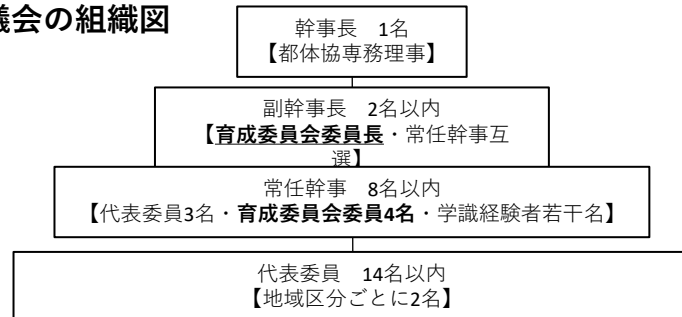 議会の組織図
幹事長　1名
【都体協専務理事】
副幹事長　2名以内
【育成委員会委員長・常任幹事互
選】
常任幹事　8名以内
【代表委員3名・育成委員会委員4名・学識経験者若干名】
代表委員　14名以内
【地域区分ごとに2名】